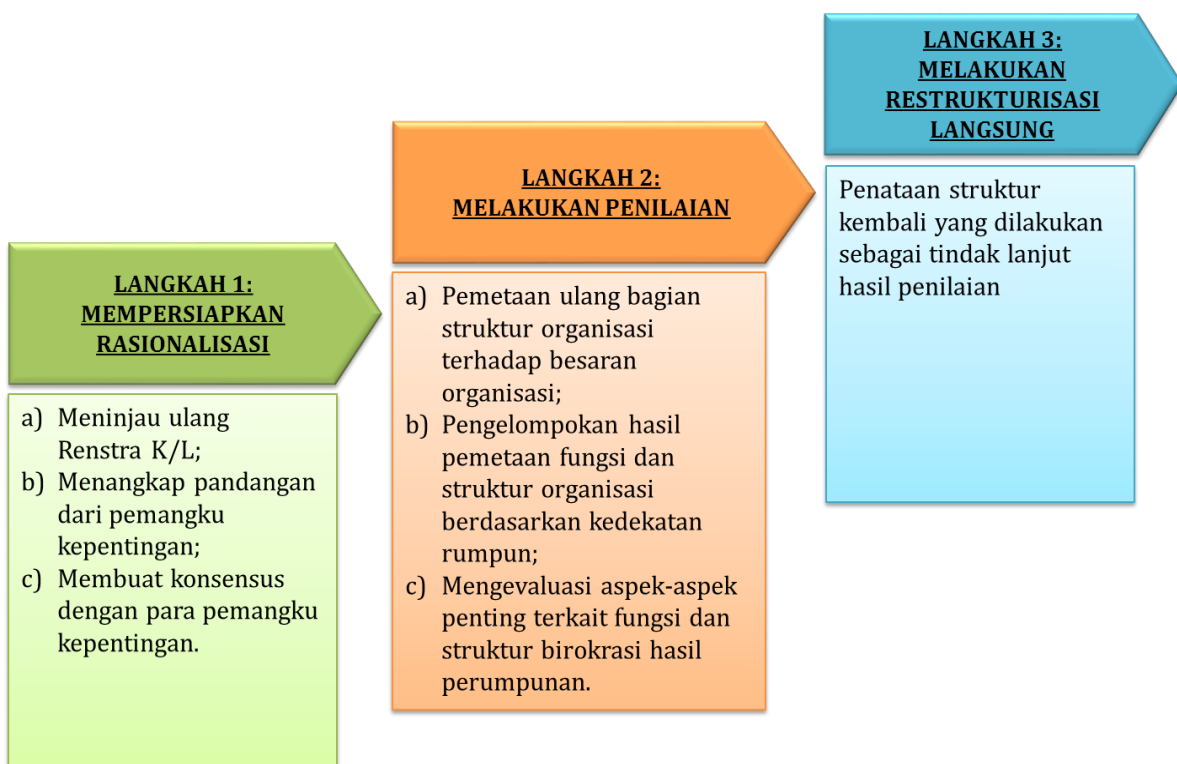 LANGKAH 1:
MEMPERSIAPKAN
RASIONALISASI
a) Meninjau ulang
Renstra K/L;
b) Menangkap pandangan
dari pemangku
kepentingan;
c) Membuat konsensus
dengan para pemangku
kepentingan.
LANGKAH 2:
MELAKUKAN PENILAIAN
a) Pemetaan ulang bagian
struktur organisasi
terhadap besaran
organisasi;
b) Pengelompokan hasil
pemetaan fungsi dan
struktur organisasi
berdasarkan kedekatan
rumpun;
c) Mengevaluasi aspek-aspek
penting terkait fungsi dan
struktur birokrasi hasil
perumpunan.
LANGKAH 3:
MELAKUKAN
RESTRUKTURISASI
LANGSUNG
Penataan struktur
kembali yang dilakukan
sebagai tindak lanjut
hasil penilaian